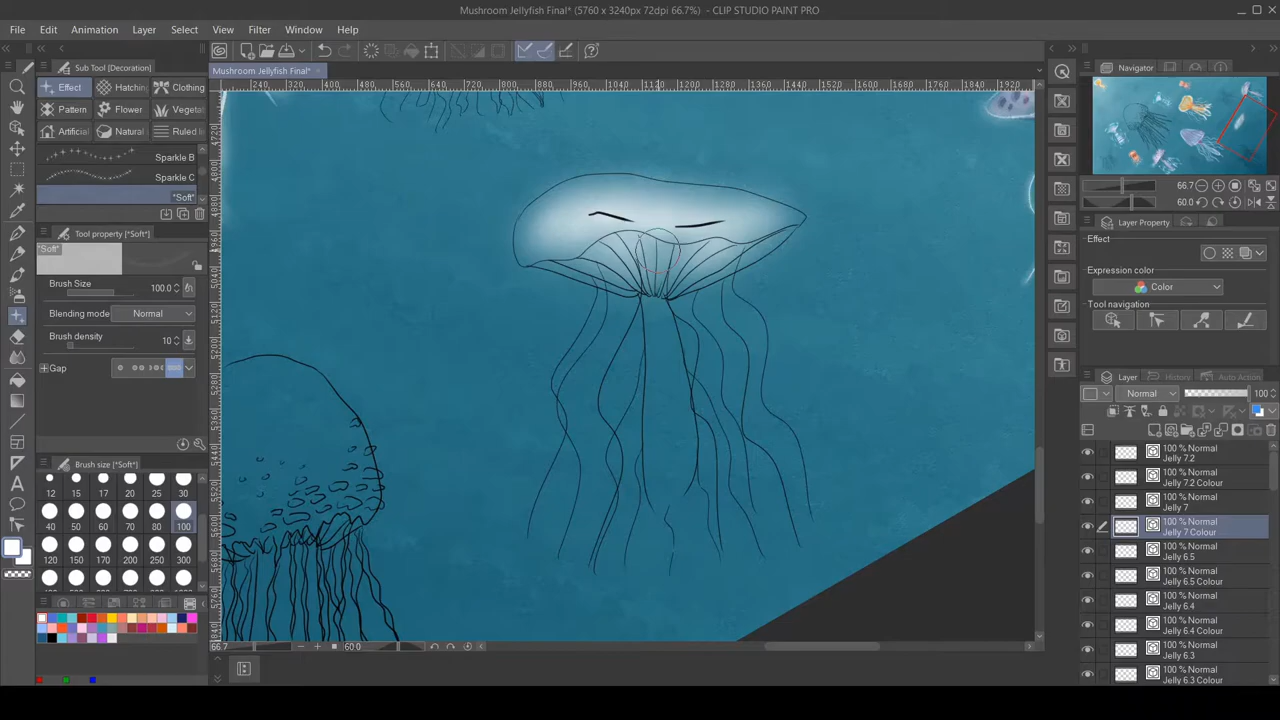 Mushroom Jellyfish Final* (5760 x 3240px 72dpi 66.7%) - CLIP STUDIO PAINT PRO
File Edit Animation Layer Select View Filter Window Help
Sub Tool [Decoration]
Mushroom Jellyfish Final*
Navigator
Effect Hatching Clothing
Pattern Flower Vegeta
Artificial Natural Ruled li
Sparkle B
Sparkle C
*Soft*
Tool property [*Soft*]
*Soft*
Brush Size 100.0
Blending mode Normal
Brush density 10
Gap
Brush size [*Soft*]
12 15 17 20 25 30
40 50 60 70 80 100
120 150 170 200 250 300
66.7
60.0
Layer Property
Effect
Expression color
Color
Tool navigation
Layer History Auto Action
Normal 100
100 % Normal
Jelly 7.2
100 % Normal
Jelly 7.2 Colour
100 % Normal
Jelly 7
100 % Normal
Jelly 7 Colour
100 % Normal
Jelly 6.5
100 % Normal
Jelly 6.5 Colour
100 % Normal
Jelly 6.4
100 % Normal
Jelly 6.4 Colour
100 % Normal
Jelly 6.3
100 % Normal
Jelly 6.3 Colour
66.7 60.0